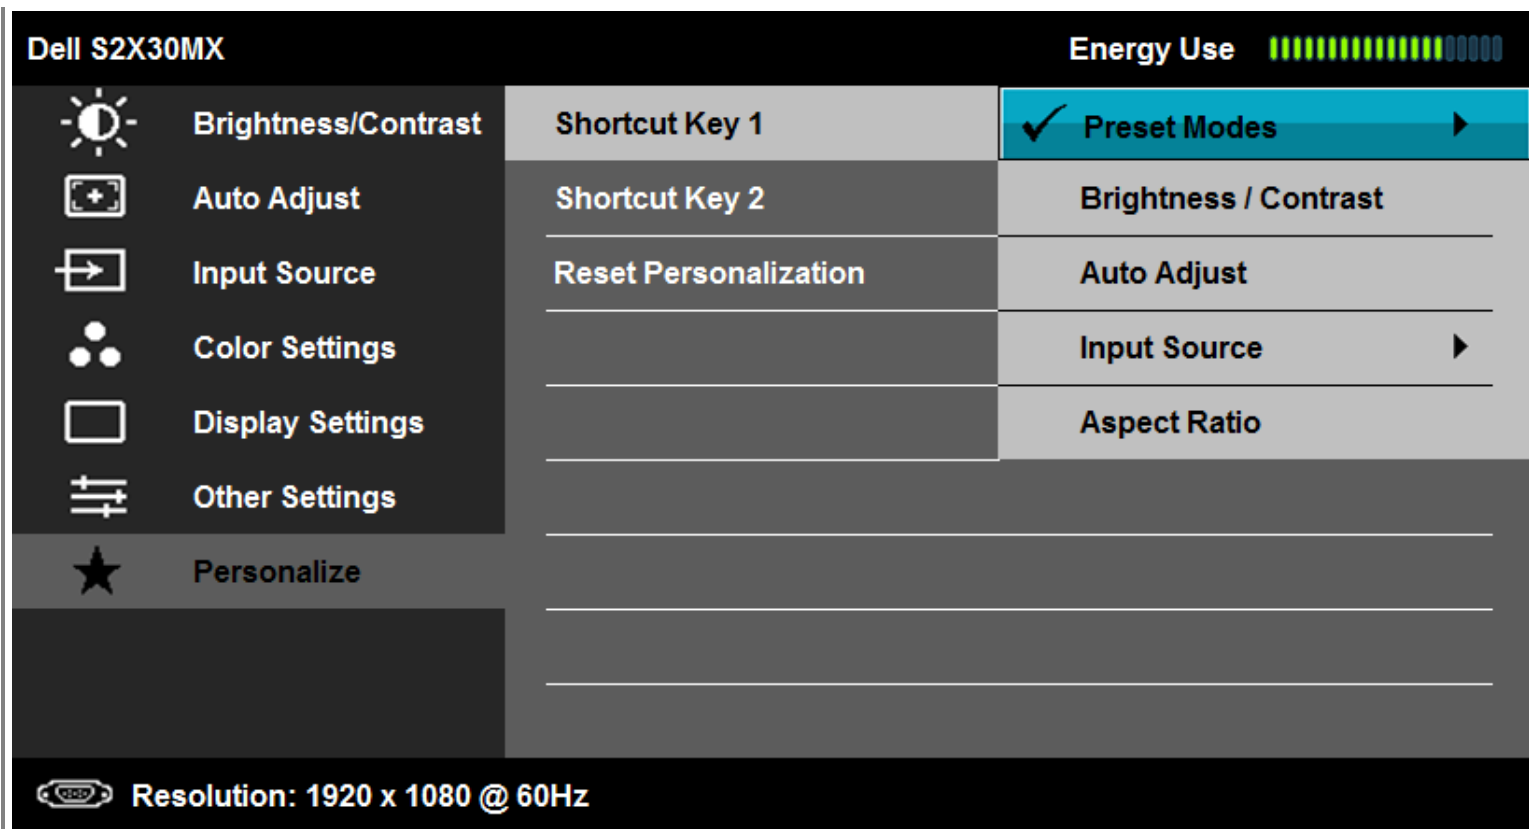 Dell S2X30MX Energy Use
Brightness/Contrast Shortcut Key 1 Preset Modes
Auto Adjust Shortcut Key 2 Brightness / Contrast
Input Source Reset Personalization Auto Adjust
Color Settings Input Source
Display Settings Aspect Ratio
Other Settings
Personalize
Resolution: 1920 x 1080 @ 60Hz